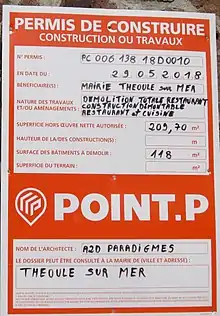 PERMIS DE CONSTRUIRE
CONSTRUCTION OU TRAVAUX
N° PERMIS : PC 006 138 18D0010
EN DATE DU : 29 05 2018
BENEFICIAIRE(S) : MAIRIE THEOULE SUR MER
NATURE DES TRAVAUX DEMOLITION TOTALE RESTAURANT
ET/OU AMÉNAGEMENTS : CONSTRUCTION DÉMONTABLE
RESTAURANT et CUISINE
SUPERFICIE HORS ŒUVRE NETTE AUTORISÉE : 209,70 m²
HAUTEUR DE LA(DES) CONSTRUCTION(S) : m
SURFACE DES BÂTIMENTS À DÉMOLIR : 118 m²
SUPERFICIE DU TERRAIN : m²
POINT.P
NOM DE L'ARCHITECTE : A2D PARADIGMES
LE DOSSIER PEUT ÊTRE CONSULTÉ À LA MAIRIE DE (VILLE ET ADRESSE) :
THEOULE SUR MER